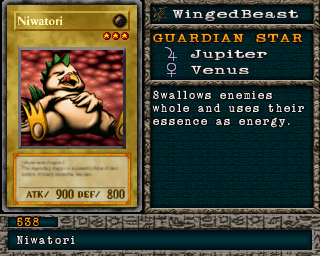 Niwatori
ATK/ 900 DEF/ 800
WingedBeast
GUARDIAN STAR
♃ Jupiter
♀ Venus
Swallows enemies
whole and uses their
essence as energy.
538
Niwatori